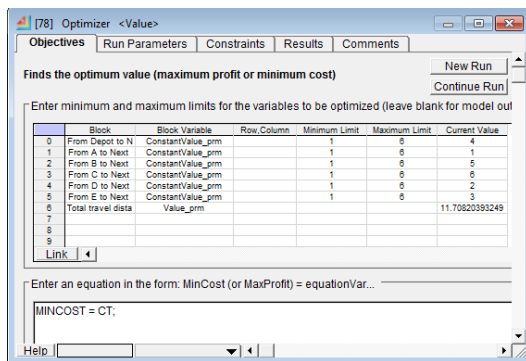 [78] Optimizer <Value>
Objectives Run Parameters Constraints Results Comments
Finds the optimum value (maximum profit or minimum cost)
New Run
Continue Run
Enter minimum and maximum limits for the variables to be optimized (leave blank for model out
Block Block Variable Row,Column Minimum Limit Maximum Limit Current Value
0 From Depot to N ConstantValue_prm 1 6 4
1 From A to Next ConstantValue_prm 1 6 1
2 From B to Next ConstantValue_prm 1 6 5
3 From C to Next ConstantValue_prm 1 6 6
4 From D to Next ConstantValue_prm 1 6 2
5 From E to Next ConstantValue_prm 1 6 3
6 Total travel dista Value_prm 11.70820393249
7
8
9
Link
Enter an equation in the form: MinCost (or MaxProfit) = equationVar...
MINCOST = CT;
Help